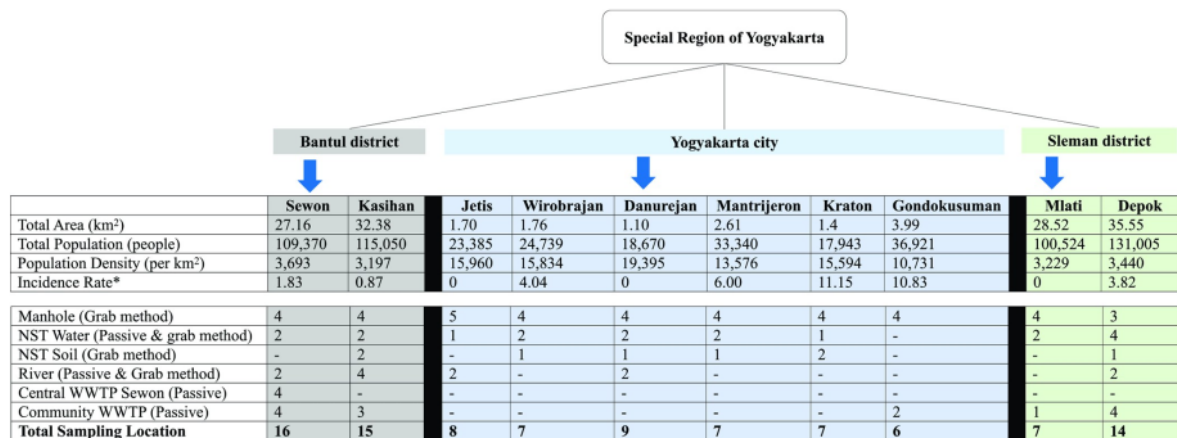 Special Region of Yogyakarta
Bantul district Yogyakarta city Sleman district
Sewon Kasihan Jetis Wirobrajan Danurejan Mantrijeron Kraton Gondokusuman Mlati Depok
Total Area (km²) 27.16 32.38 1.70 1.76 1.10 2.61 1.4 3.99 28.52 35.55
Total Population (people) 109,370 115,050 23,385 24,739 18,670 33,340 17,943 36,921 100,524 131,005
Population Density (per km²) 3,693 3,197 15,960 15,834 19,395 13,576 15,594 10,731 3,229 3,440
Incidence Rate* 1.83 0.87 0 4.04 0 6.00 11.15 10.83 0 3.82
Manhole (Grab method) 4 4 5 4 4 4 4 4 4 3
NST Water (Passive & grab method) 2 2 1 2 2 2 1 - 2 4
NST Soil (Grab method) - 2 - 1 1 1 2 - - 1
River (Passive & Grab method) 2 4 2 - 2 - - - - 2
Central WWTP Sewon (Passive) 4 - - - - - - - - -
Community WWTP (Passive) 4 3 - - - - - 2 1 4
Total Sampling Location 16 15 8 7 9 7 7 6 7 14